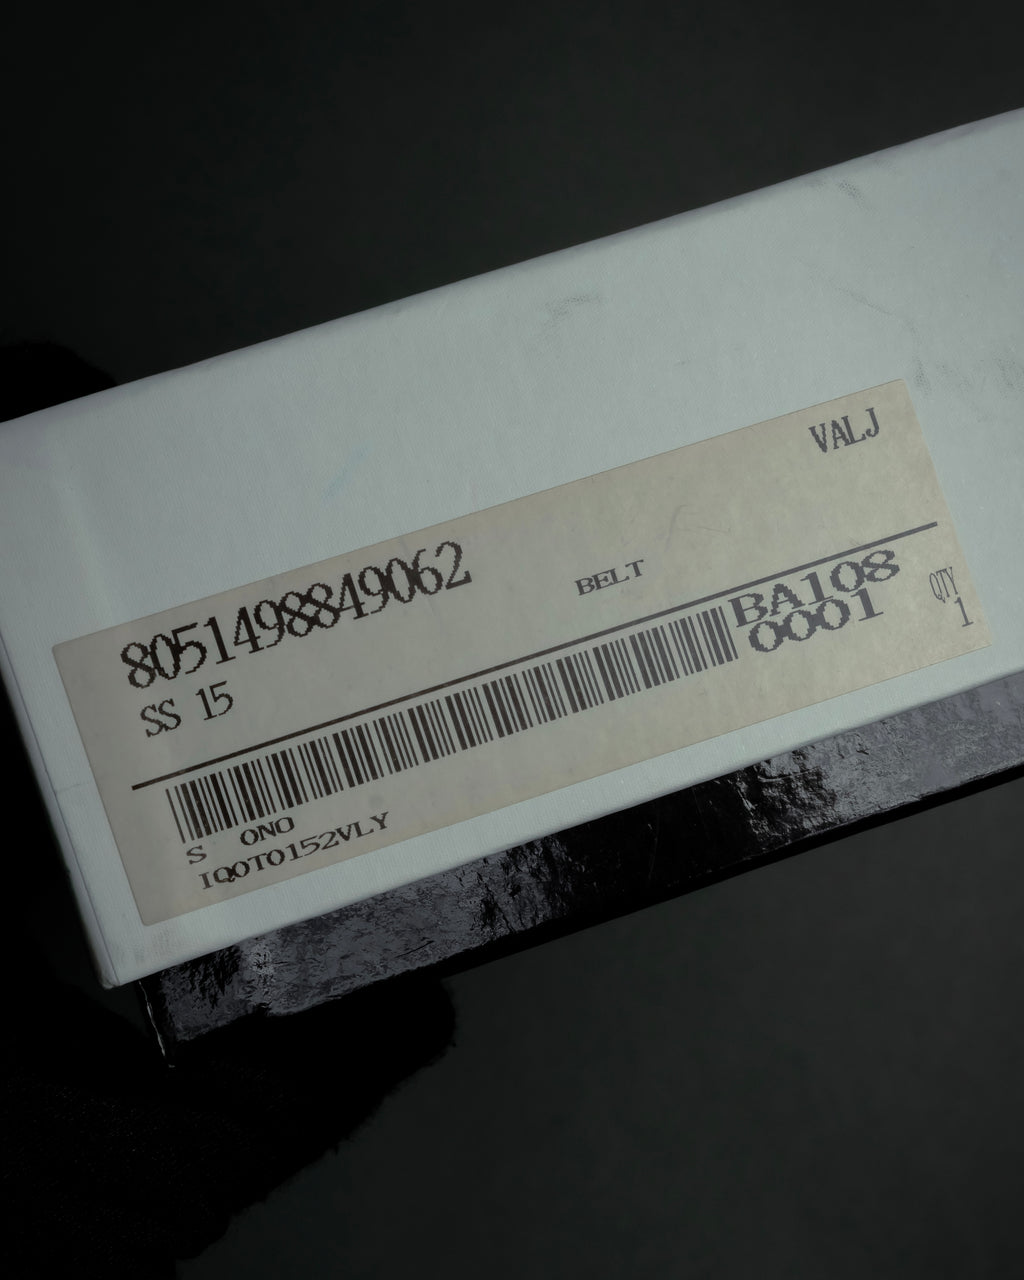 VALJ
8051498849062
BELT
SS 15
BA108
0001
QTY
1
S ONO
IQOT0152VLY